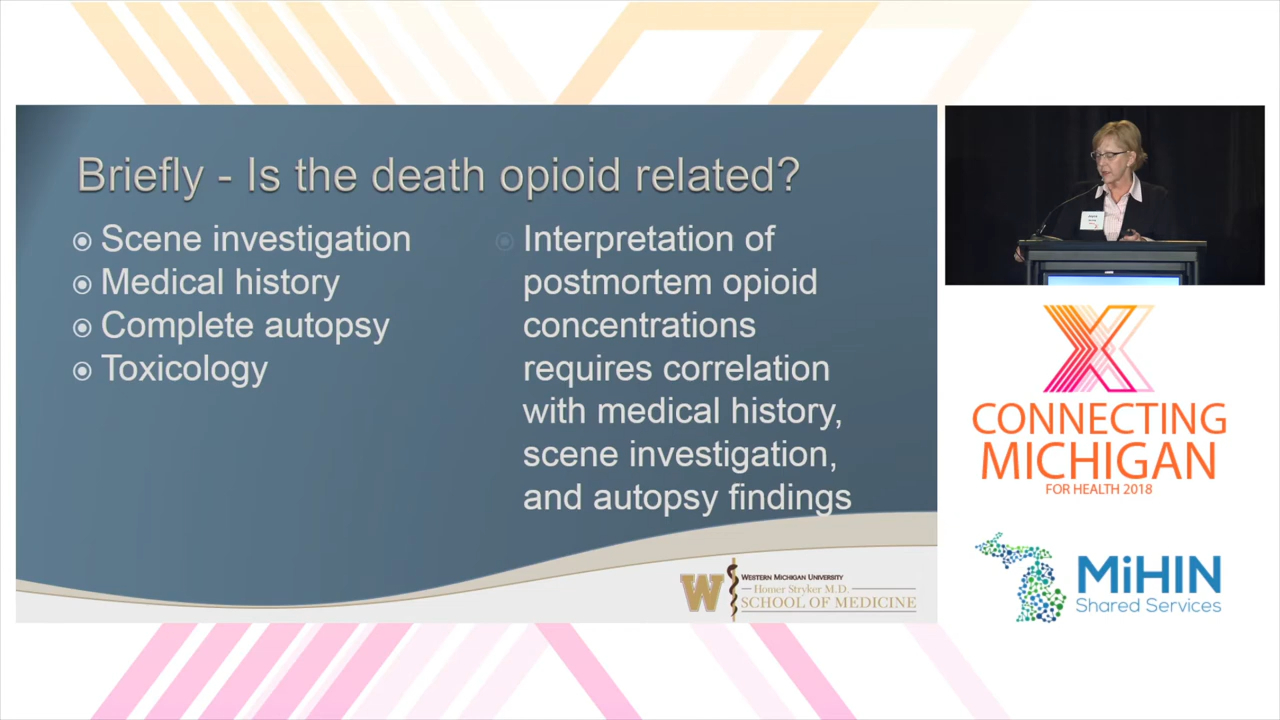 Briefly - Is the death opioid related?
Scene investigation
Medical history
Complete autopsy
Toxicology
Interpretation of
postmortem opioid
concentrations
requires correlation
with medical history,
scene investigation,
and autopsy findings
W
WESTERN MICHIGAN UNIVERSITY
Homer Stryker M.D.
SCHOOL OF MEDICINE
X
CONNECTING
MICHIGAN
FOR HEALTH 2018
MiHIN
Shared Services